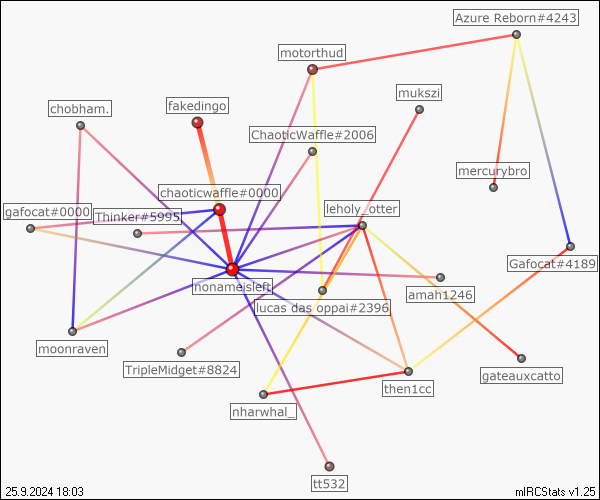 Azure Reborn#4243
motorthud
mukszi
chobham.
fakedingo
ChaoticWaffle#2006
mercurybro
chaoticwaffle#0000
gafocat#0000
Thinker#5995
leholy_otter
Gafocat#4189
nonameisleft
amah1246
lucas das oppai#2396
moonraven
TripleMidget#8824
gateauxcatto
then1cc
nharwhal_
tt532
25.9.2024 18:03
mIRCStats v1.25